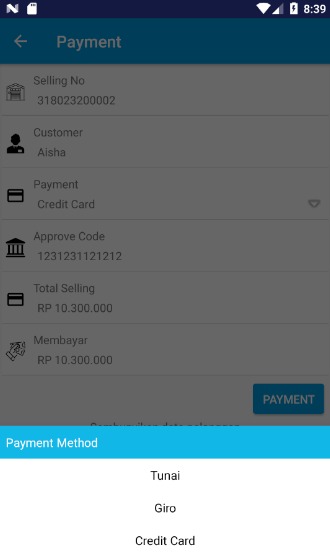 8:39
Payment
Selling No
318023200002
Customer
Aisha
Payment
Credit Card
Approve Code
1231231121212
Total Selling
RP 10.300.000
Membayar
RP 10.300.000
PAYMENT
Payment Method
Tunai
Giro
Credit Card